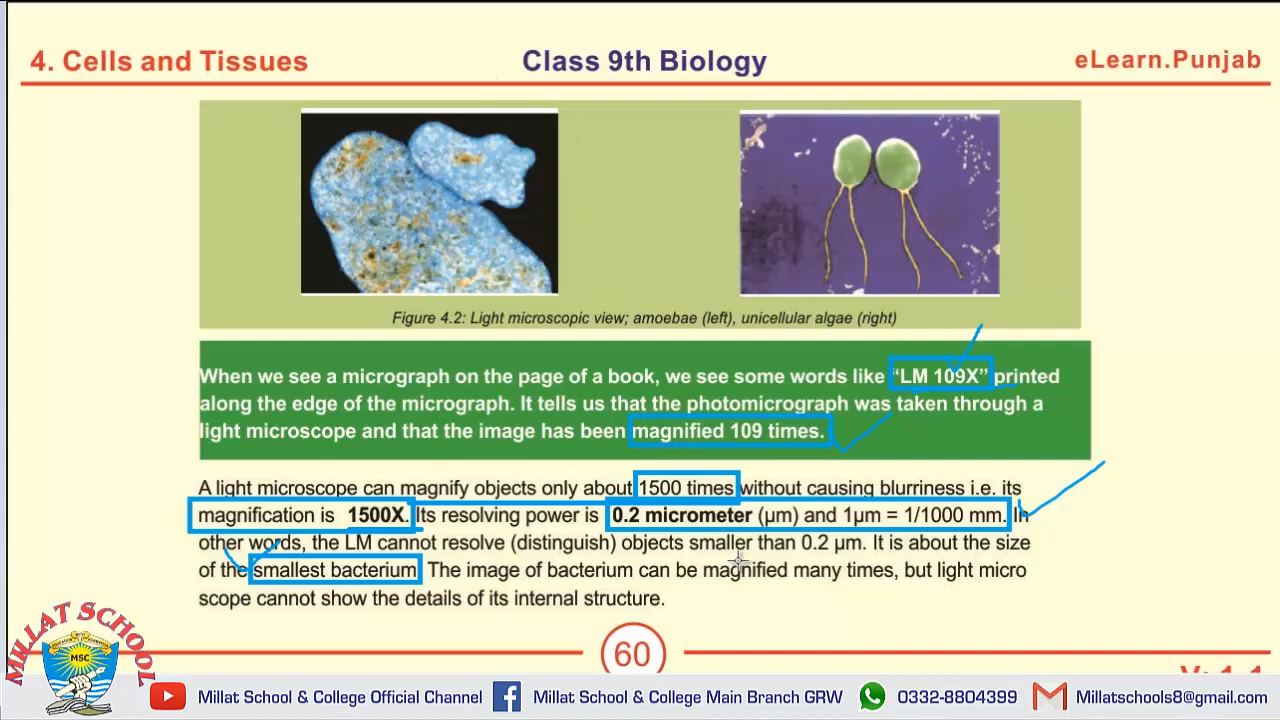 4. Cells and Tissues
Class 9th Biology
eLearn.Punjab
Figure 4.2: Light microscopic view; amoebae (left), unicellular algae (right)
When we see a micrograph on the page of a book, we see some words like “LM 109X” printed
along the edge of the micrograph. It tells us that the photomicrograph was taken through a
light microscope and that the image has been magnified 109 times.
A light microscope can magnify objects only about 1500 times without causing blurriness i.e. its
magnification is 1500X. Its resolving power is 0.2 micrometer (μm) and 1μm = 1/1000 mm. In
other words, the LM cannot resolve (distinguish) objects smaller than 0.2 μm. It is about the size
of the smallest bacterium The image of bacterium can be magnified many times, but light micro
scope cannot show the details of its internal structure.
60
MILLAT SCHOOL
MSC
Millat School & College Official Channel
Millat School & College Main Branch GRW
0332-8804399
Millatschools8@gmail.com